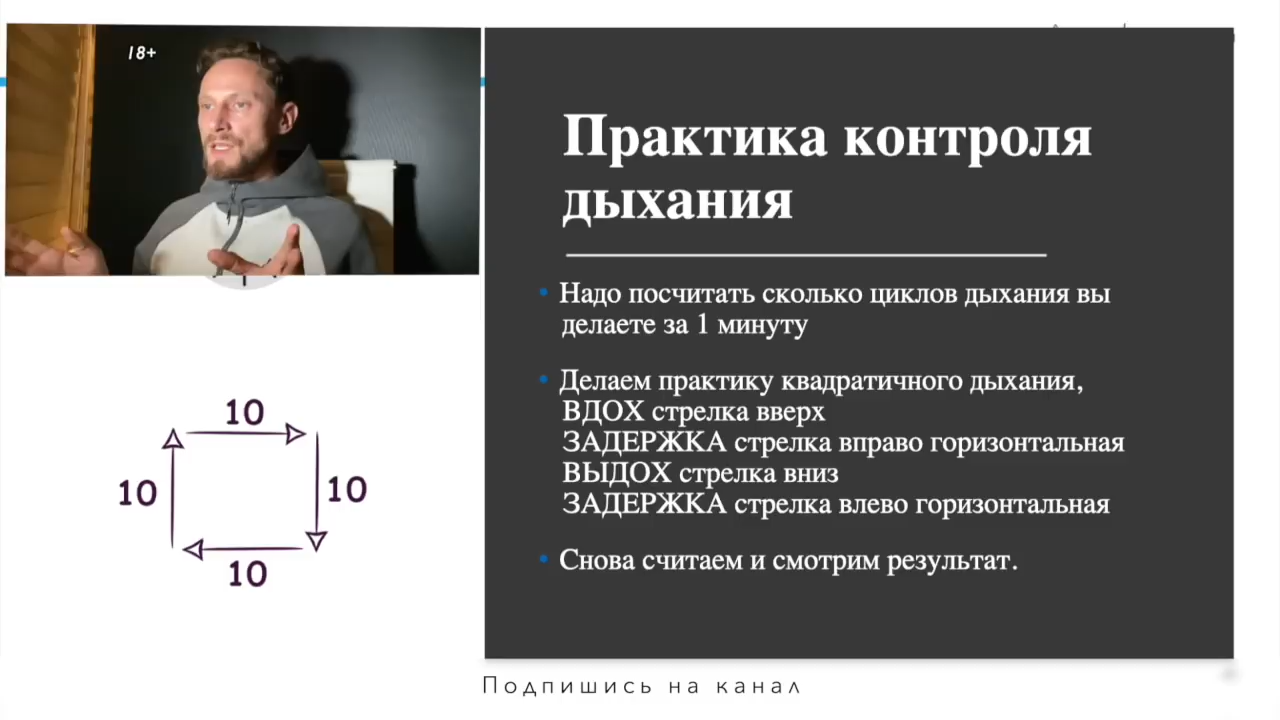 18+
Практика контроля
дыхания
• Надо посчитать сколько циклов дыхания вы
делаете за 1 минуту
• Делаем практику квадратичного дыхания,
ВДОХ стрелка вверх
ЗАДЕРЖКА стрелка вправо горизонтальная
ВЫДОХ стрелка вниз
ЗАДЕРЖКА стрелка влево горизонтальная
• Снова считаем и смотрим результат.
10
10
10
10
Подпишись на канал